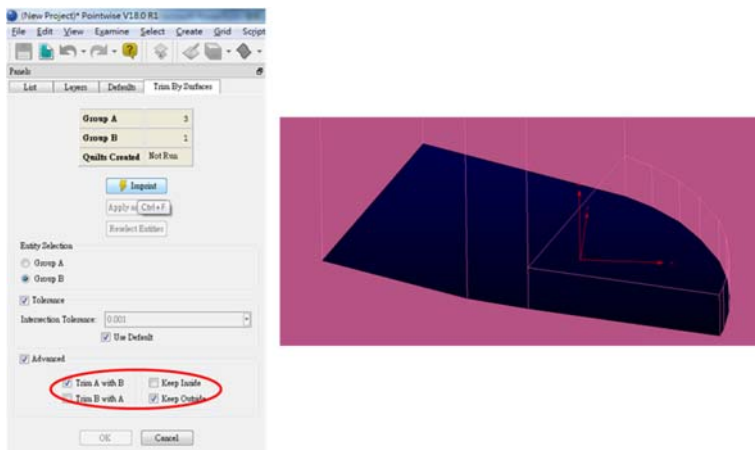 (New Project)* Pointwise V18.0 R1
File Edit View Examine Select Create Grid Script
Panels
List Layers Defaults Trim By Surfaces
Group A 3
Group B 1
Quilts Created Not Run
Imprint
Apply Ctrl+F
Reselect Entities
Entity Selection
Group A
Group B
Tolerance
Intersection Tolerance: 0.001
Use Default
Advanced
Trim A with B Keep Inside
Trim B with A Keep Outside
OK Cancel